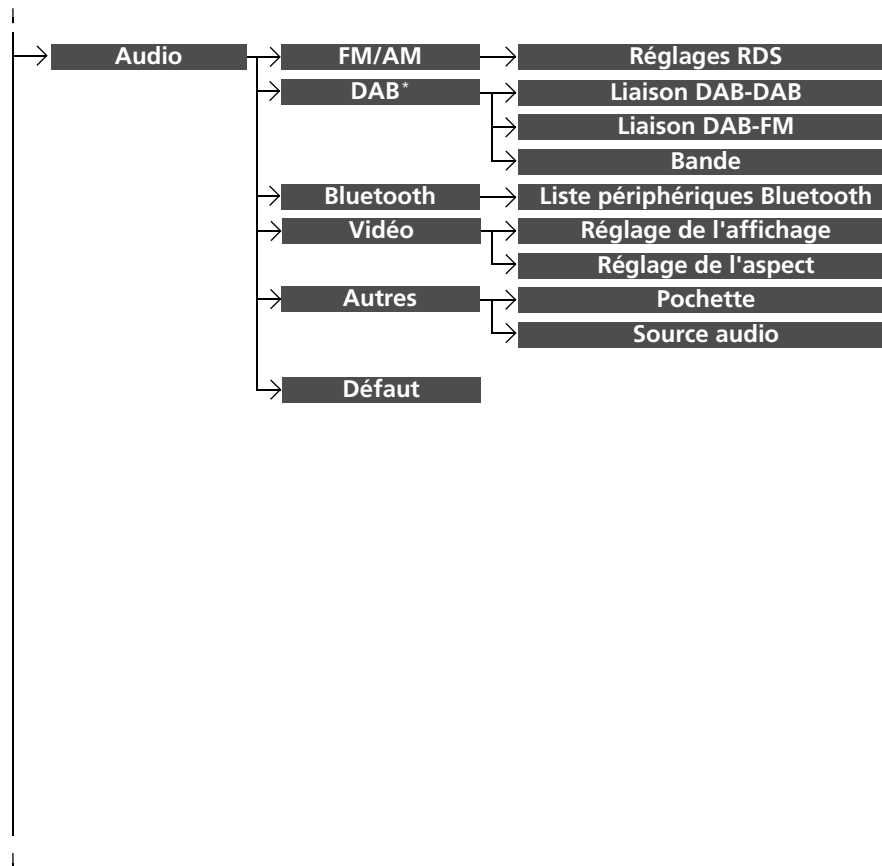 Audio FM/AM Réglages RDS
DAB* Liaison DAB-DAB
Liaison DAB-FM
Bande
Bluetooth Liste périphériques Bluetooth
Vidéo Réglage de l'affichage
Réglage de l'aspect
Autres Pochette
Source audio
Défaut